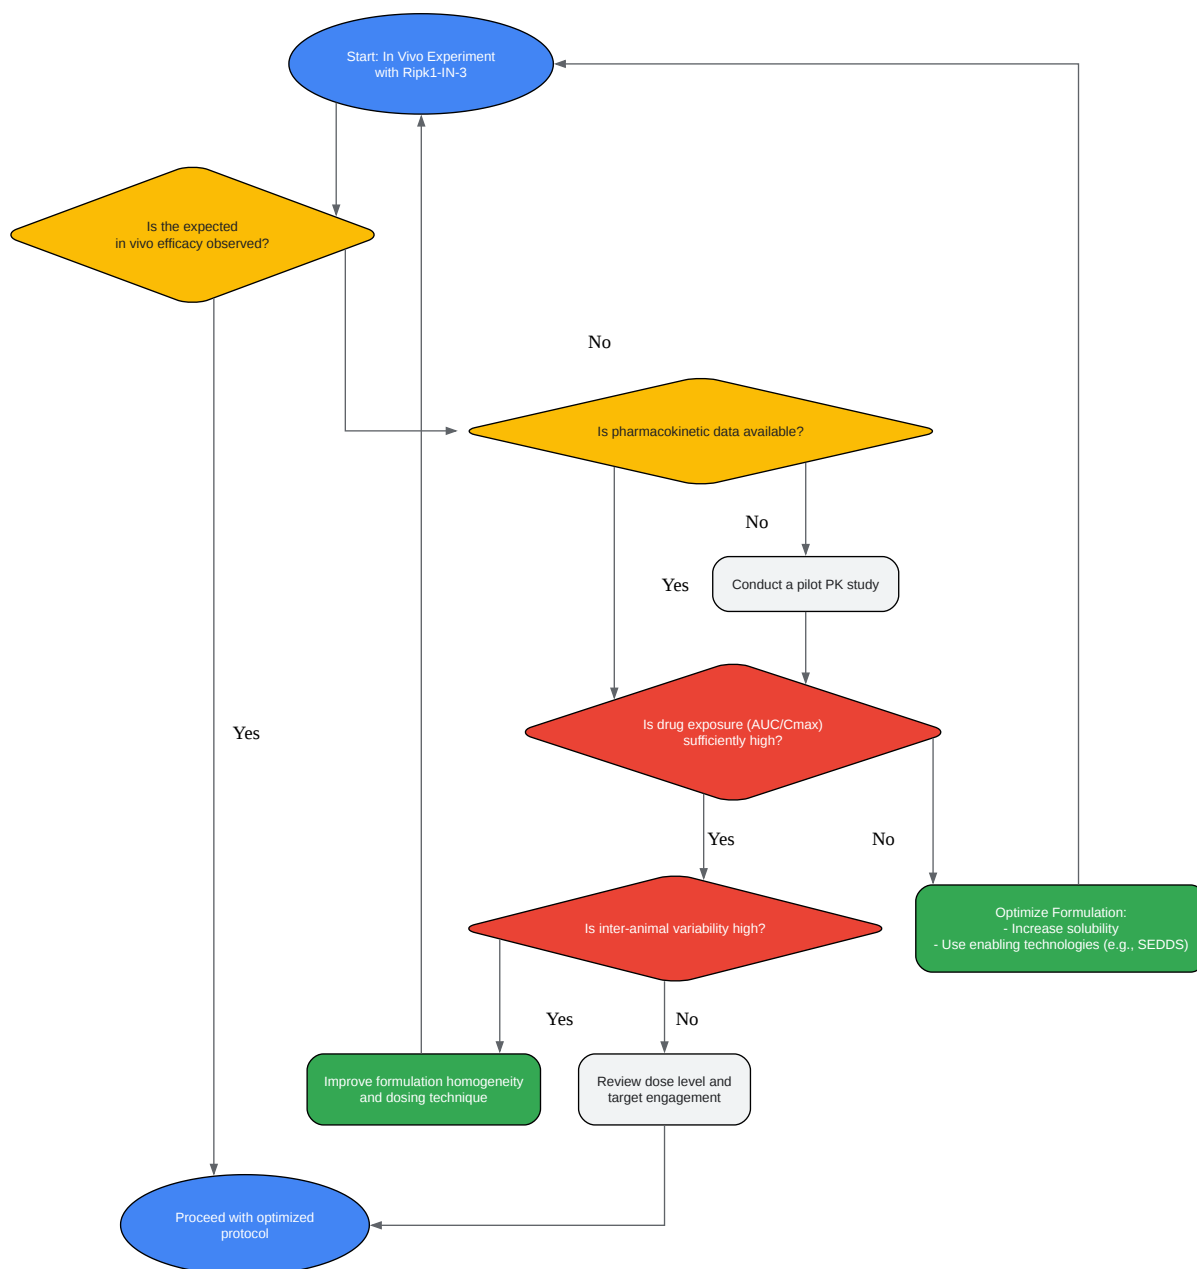 Start: In Vivo Experiment
with Ripk1-IN-3
Is the expected
in vivo efficacy observed?
No
Is pharmacokinetic data available?
No
Yes
Conduct a pilot PK study
Is drug exposure (AUC/Cmax)
sufficiently high?
Yes
Yes
No
Optimize Formulation:
- Increase solubility
- Use enabling technologies (e.g., SEDDS)
Is inter-animal variability high?
Yes
No
Improve formulation homogeneity
and dosing technique
Review dose level and
target engagement
Proceed with optimized
protocol